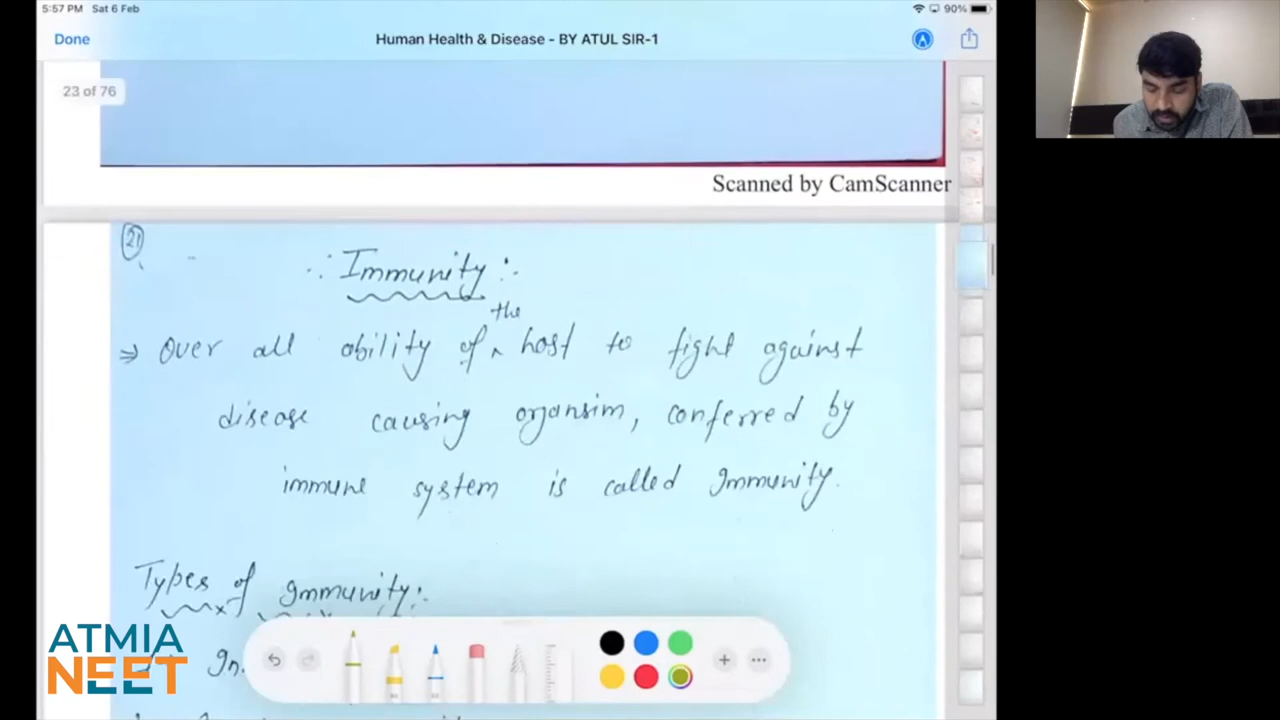 5:57 PM Sat 6 Feb
90%
Done
Human Health & Disease - BY ATUL SIR-1
23 of 76
Scanned by CamScanner
21
∴ Immunity :.
the
⇒ Over all ability of ^ host to fight against
disease causing organsim, conferred by
immune system is called Immunity.
Types of Immunity:.
ATMIA
NEET